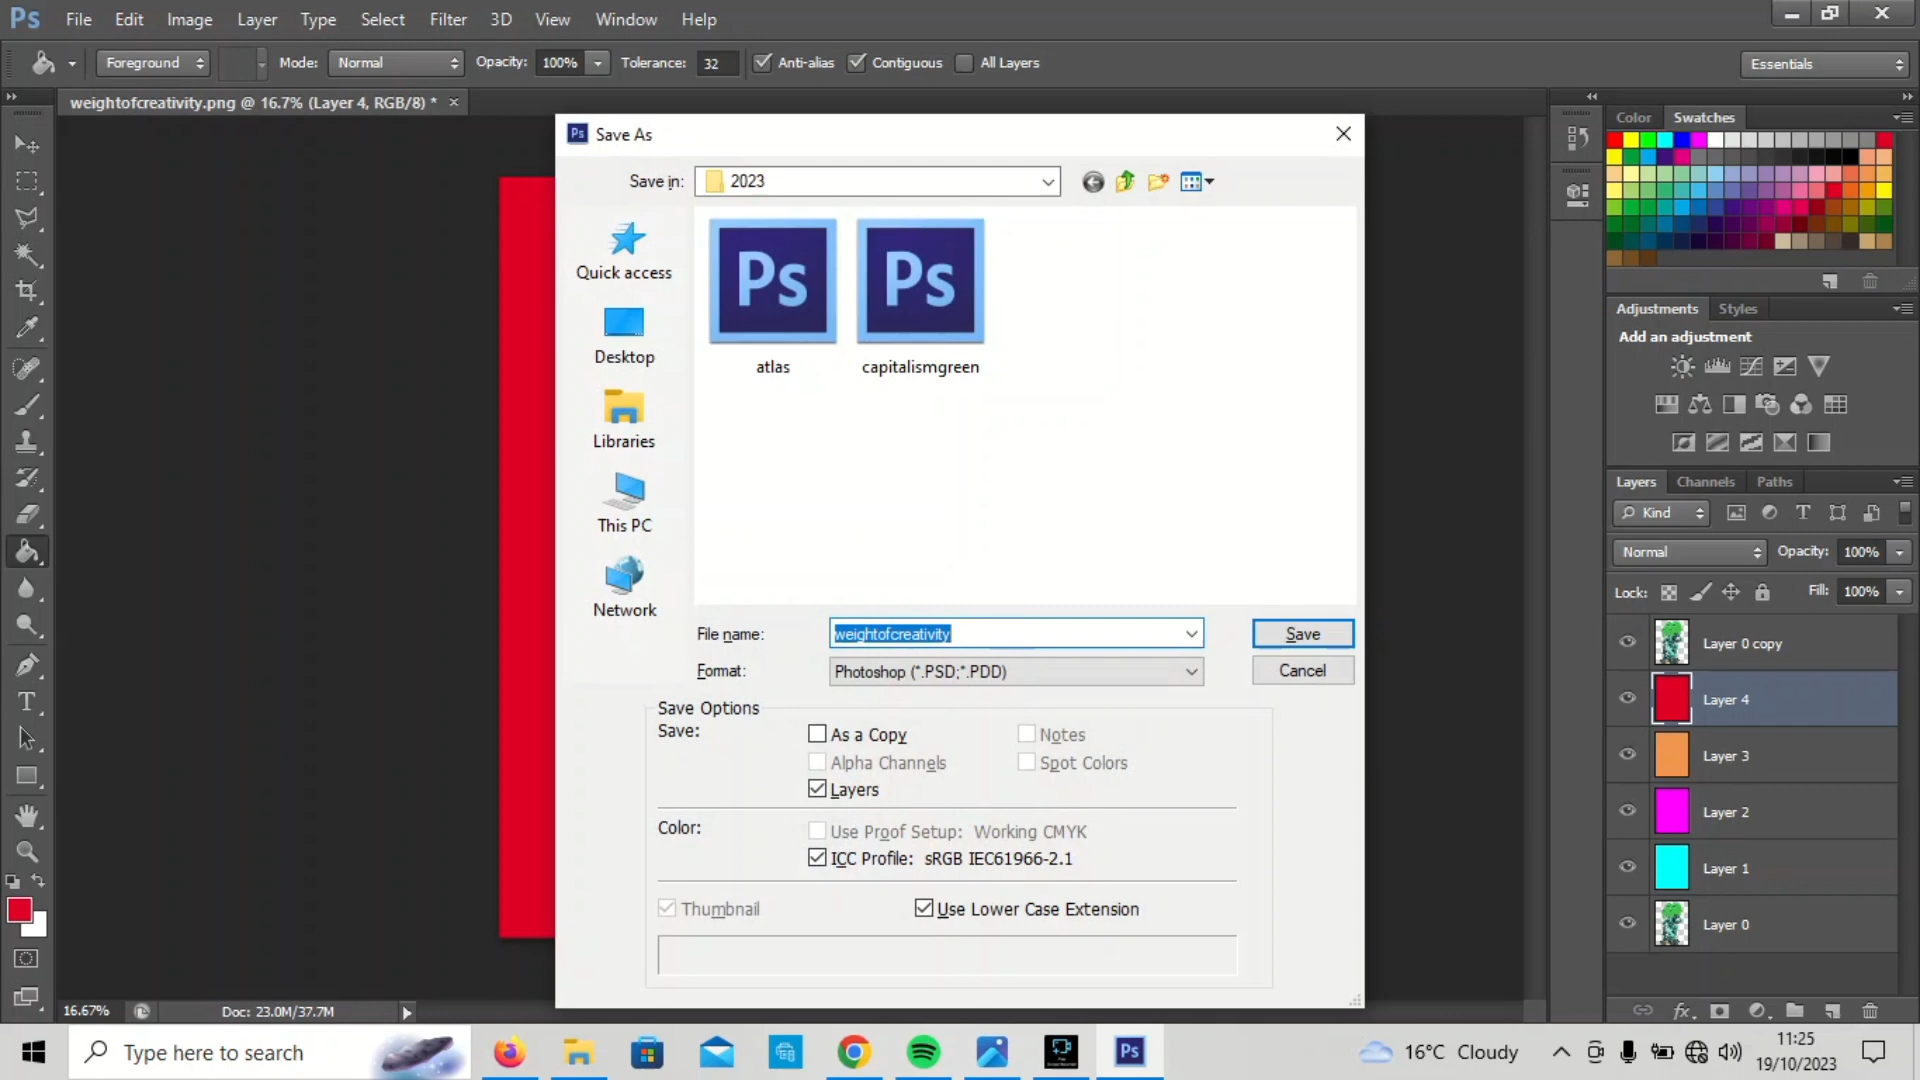 Ps File Edit Image Layer Type Select Filter 3D View Window Help
Foreground Mode: Normal Opacity: 100% Tolerance: 32 Anti-alias Contiguous All Layers Essentials
weightofcreativity.png @ 16.7% (Layer 4, RGB/8) *
Color Swatches
Ps Save As
Save in: 2023
Quick access
Desktop
Libraries
This PC
Network
Ps Ps
atlas capitalismgreen
File name: weightofcreativity Save
Format: Photoshop (*.PSD;*.PDD) Cancel
Save Options
Save:
As a Copy Notes
Alpha Channels Spot Colors
Layers
Color:
Use Proof Setup: Working CMYK
ICC Profile: sRGB IEC61966-2.1
Thumbnail Use Lower Case Extension
Adjustments Styles
Add an adjustment
Layers Channels Paths
Kind
Normal Opacity: 100%
Lock: Fill: 100%
Layer 0 copy
Layer 4
Layer 3
Layer 2
Layer 1
Layer 0
fx
16.67% Doc: 23.0M/37.7M
Type here to search Ps 16°C Cloudy 11:25
19/10/2023